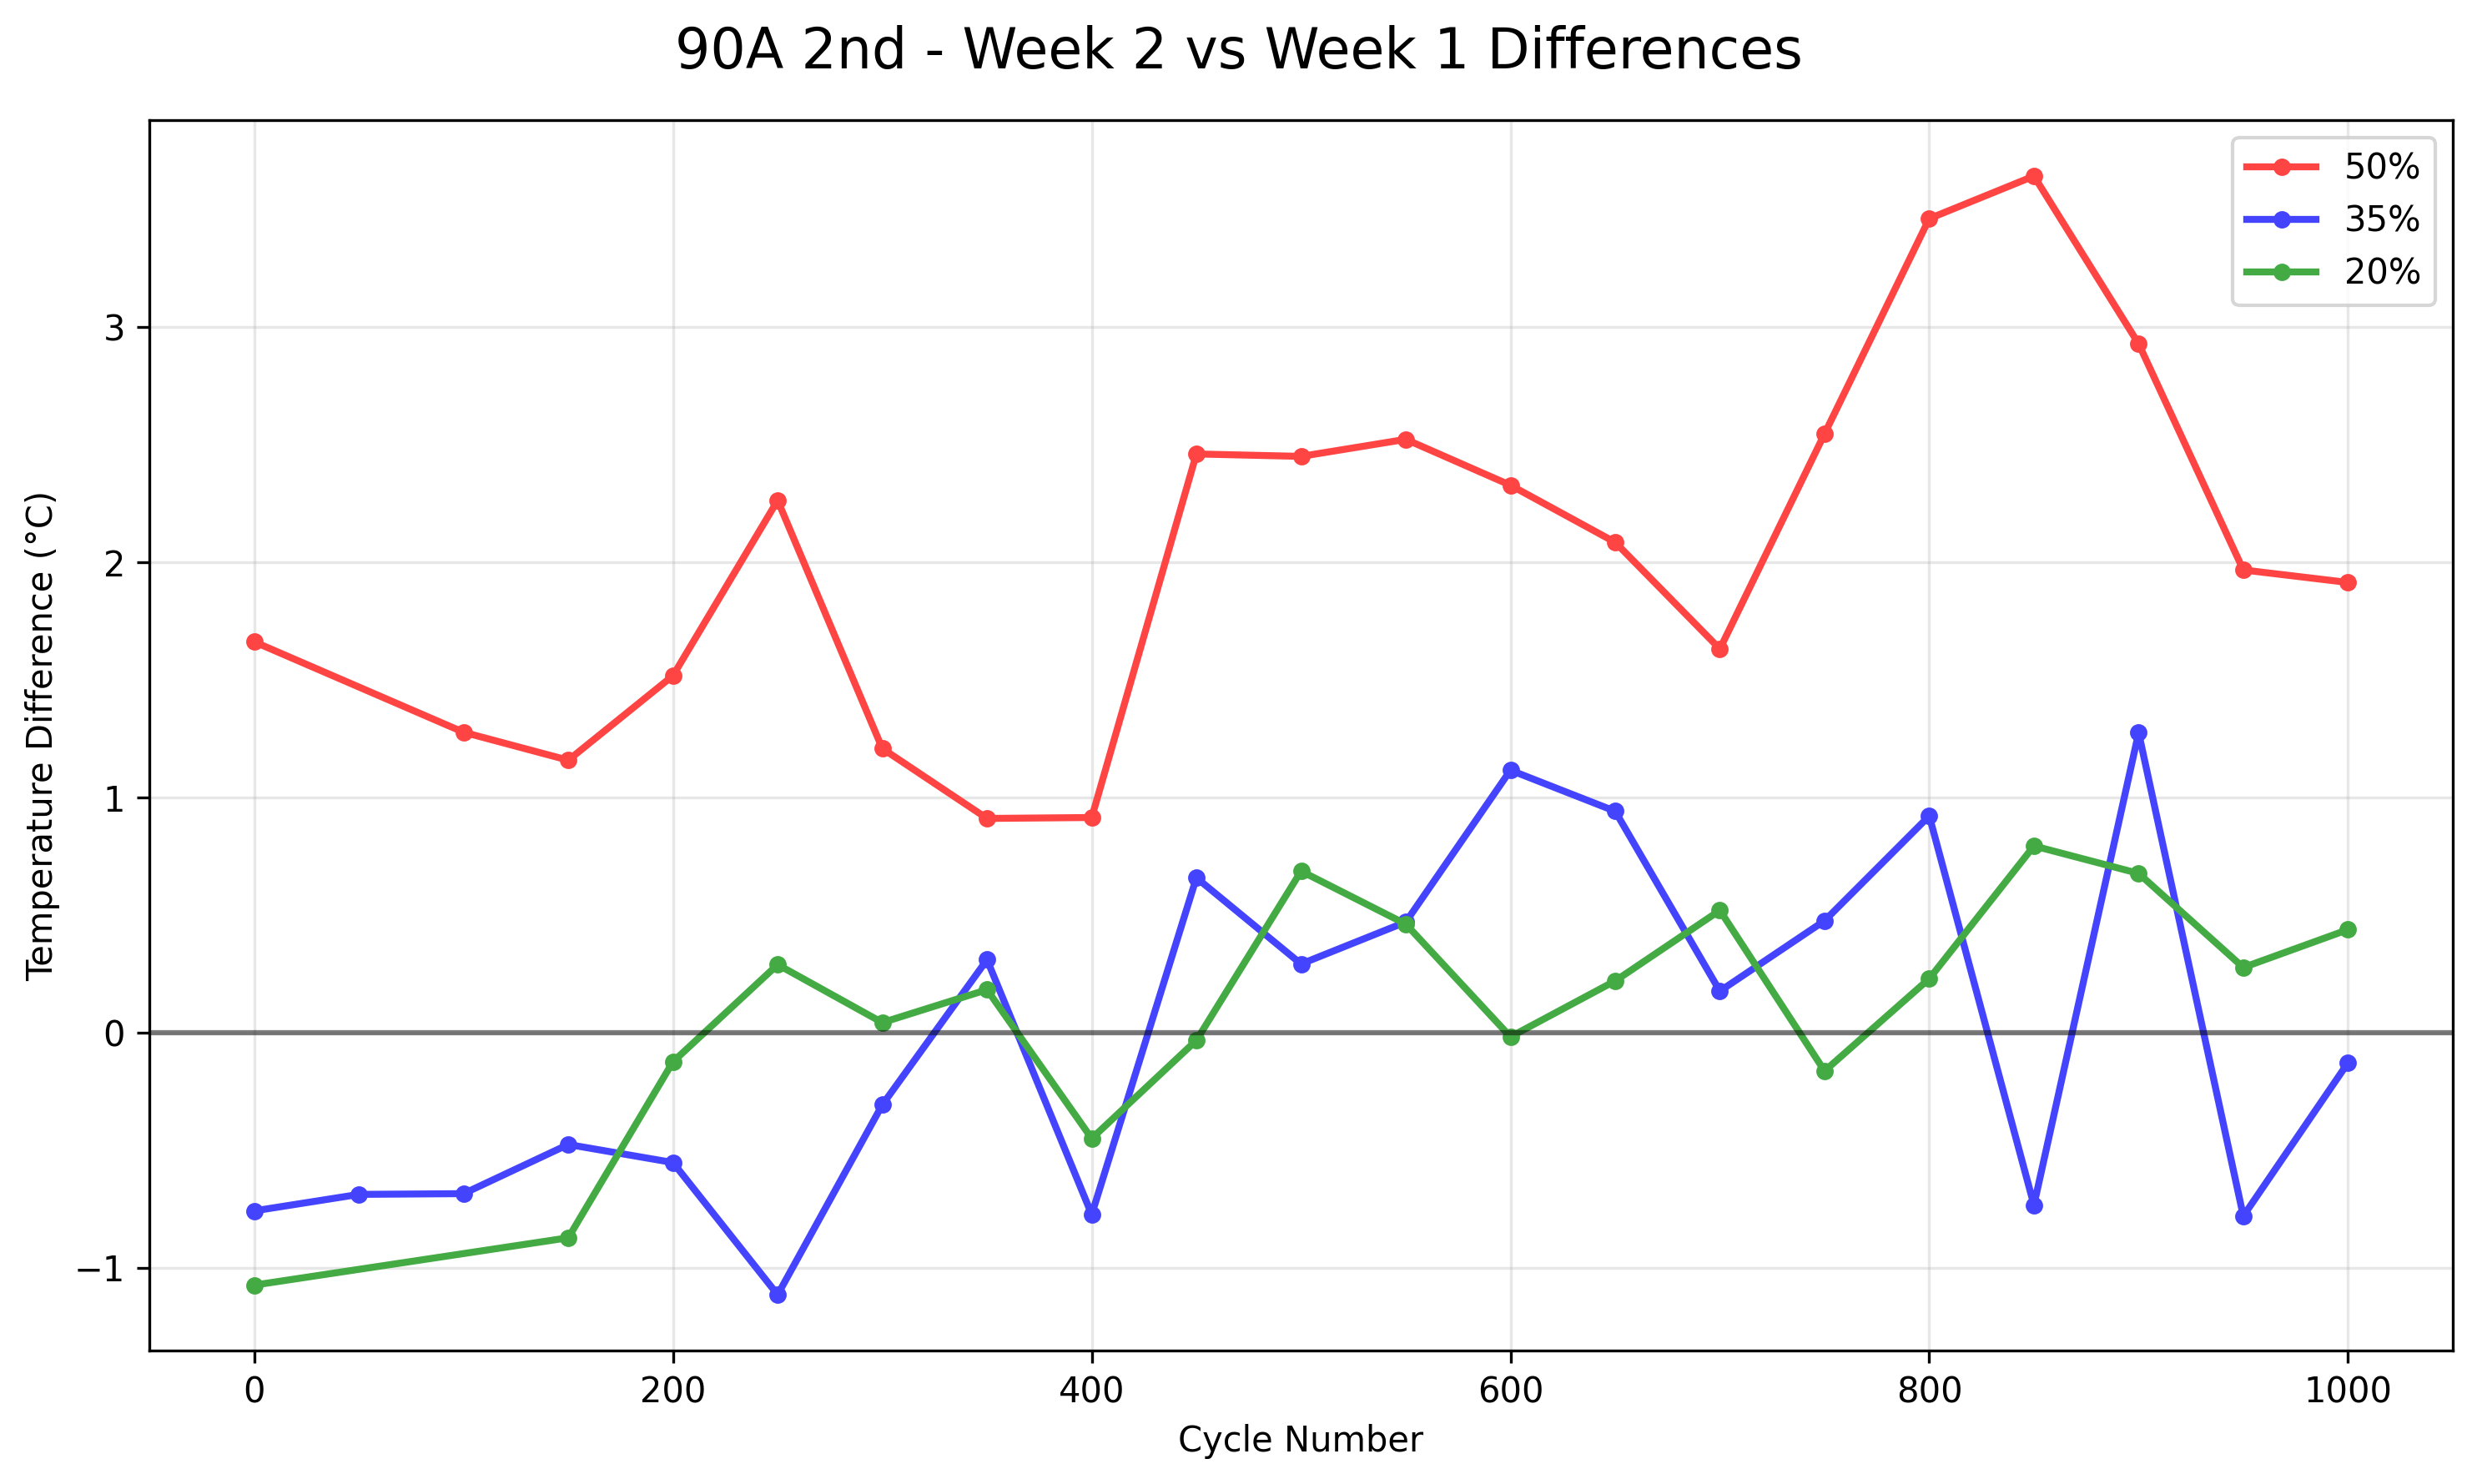 90A 2nd - Week 2 vs Week 1 Differences
50%
35%
20%
3
2
1
0
−1
Temperature Difference (°C)
0 200 400 600 800 1000
Cycle Number